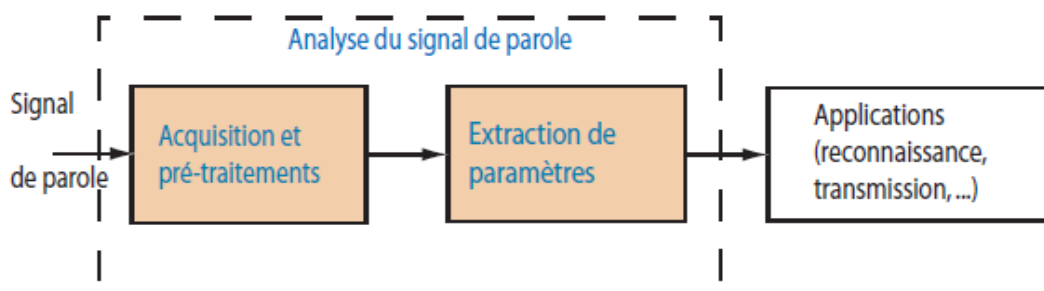 Analyse du signal de parole
Signal
de parole
Acquisition et
pré-traitements
Extraction de
paramètres
Applications
(reconnaissance,
transmission, ...)